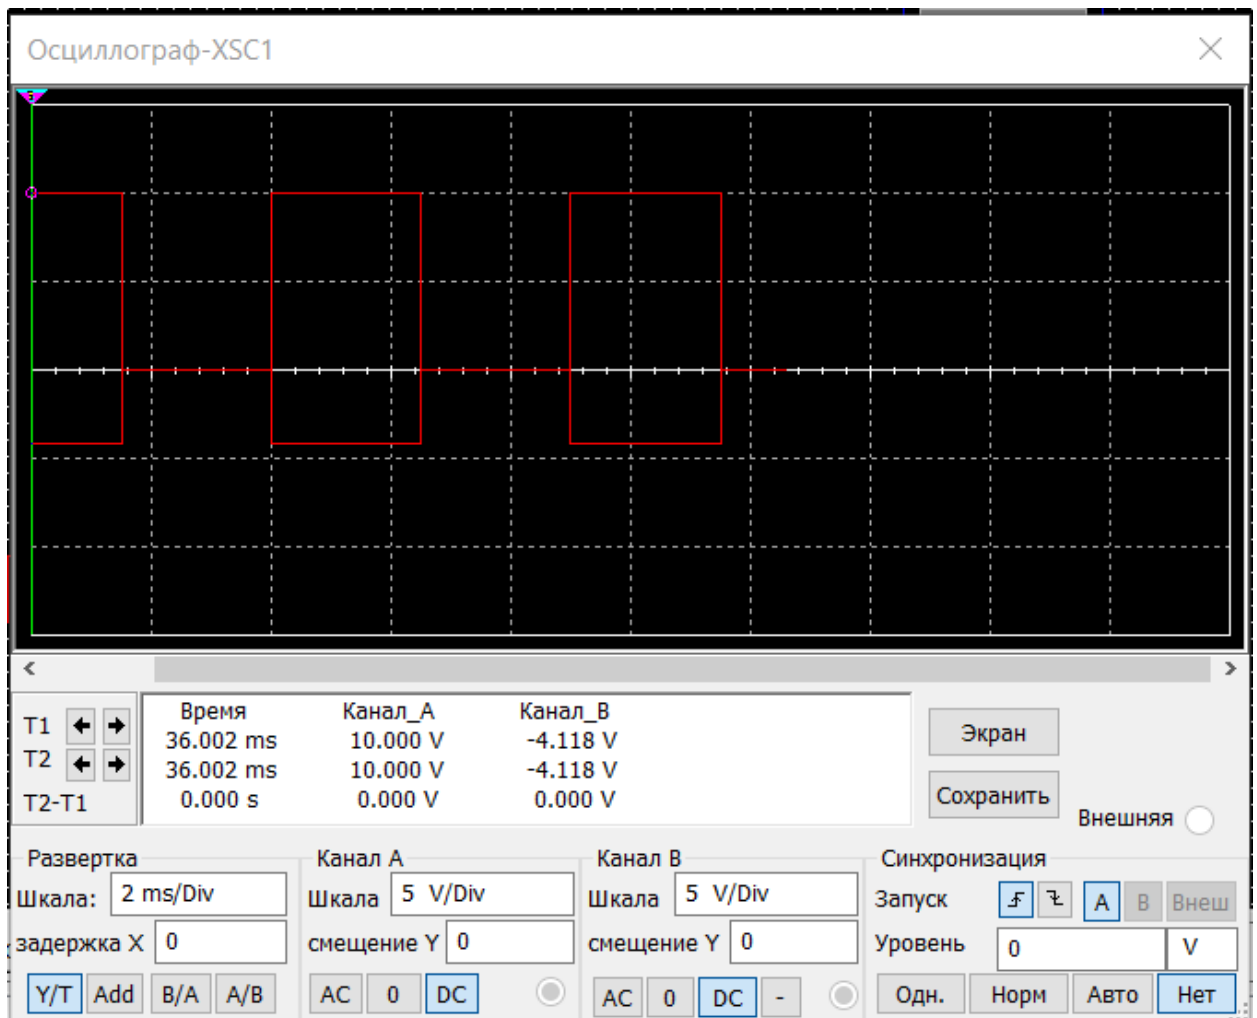 Осциллограф-XSC1
T1
T2
T2-T1
Время Канал_A Канал_B
36.002 ms 10.000 V -4.118 V
36.002 ms 10.000 V -4.118 V
0.000 s 0.000 V 0.000 V
Экран
Сохранить
Внешняя
Развертка
Шкала: 2 ms/Div
задержка X 0
Y/T Add B/A A/B
Канал A
Шкала 5 V/Div
смещение Y 0
AC 0 DC
Канал B
Шкала 5 V/Div
смещение Y 0
AC 0 DC -
Синхронизация
Запуск A B Внеш
Уровень 0 V
Одн. Норм Авто Нет